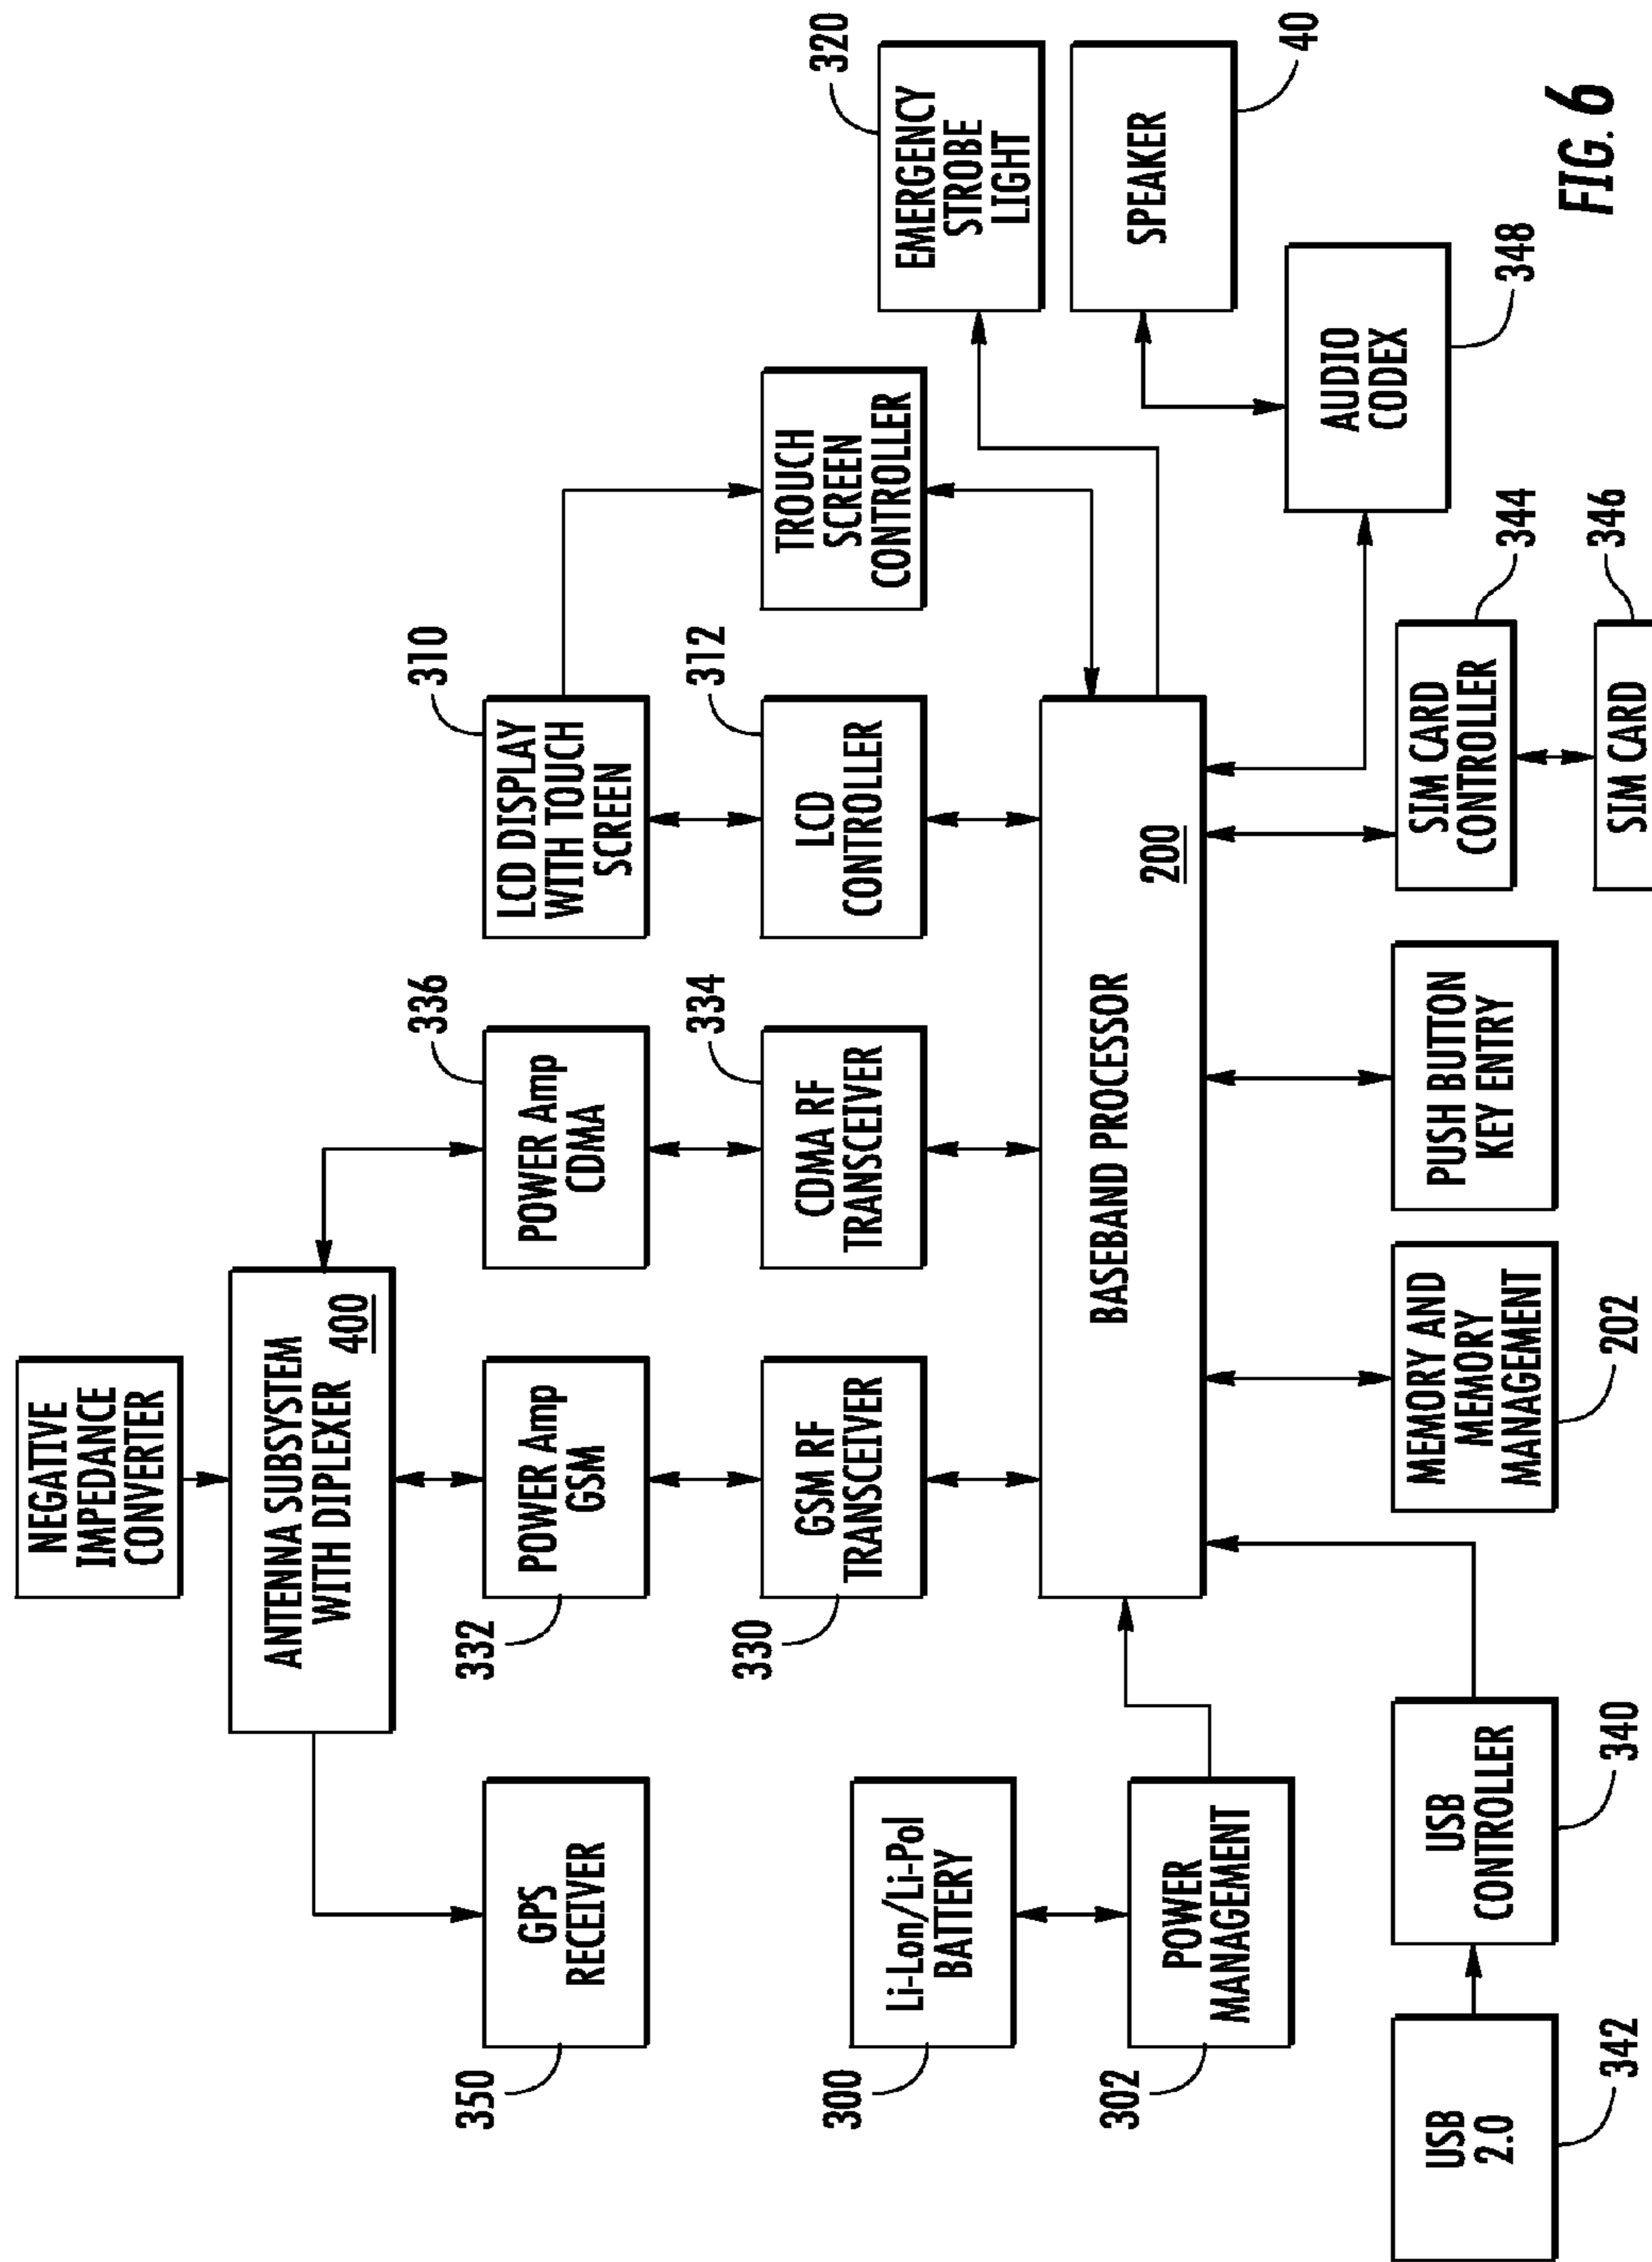 NEGATIVE
IMPEDANCE
CONVERTER
ANTENNA SUBSYSTEM
WITH DIPLEXER
400
350
GPS
RECEIVER
332
POWER Amp
GSM
336
POWER Amp
CDMA
310
LCD DISPLAY
WITH TOUCH
SCREEN
330
GSM RF
TRANSCEIVER
334
CDMA RF
TRANSCEIVER
312
LCD
CONTROLLER
TROUCH
SCREEN
CONTROLLER
320
EMERGENCY
STROBE
LIGHT
300
Li-Lon/Li-Pol
BATTERY
302
POWER
MANAGEMENT
BASEBAND PROCESSOR
200
SPEAKER
40
AUDIO
CODEX
348
342
USB
2.0
340
USB
CONTROLLER
MEMORY AND
MEMORY
MANAGEMENT
202
PUSH BUTTON
KEY ENTRY
SIM CARD
CONTROLLER
344
SIM CARD
346
FIG. 6